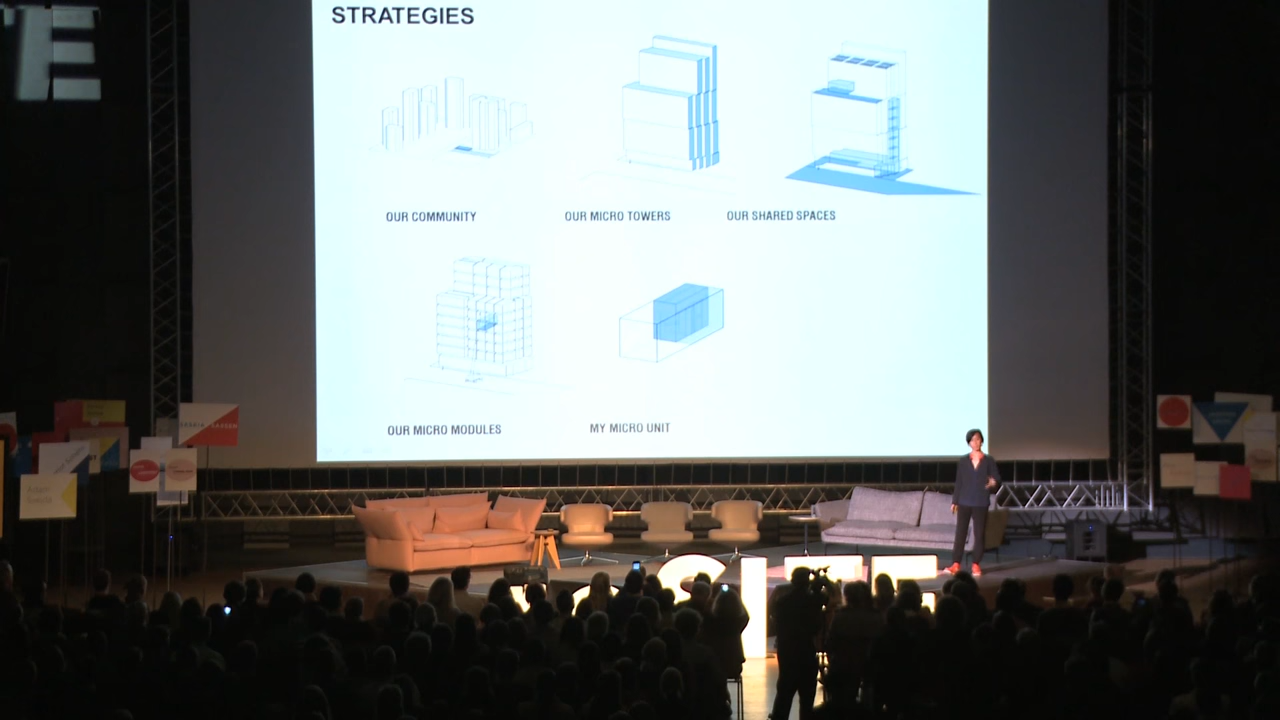 STRATEGIES
OUR COMMUNITY
OUR MICRO TOWERS
OUR SHARED SPACES
OUR MICRO MODULES
MY MICRO UNIT